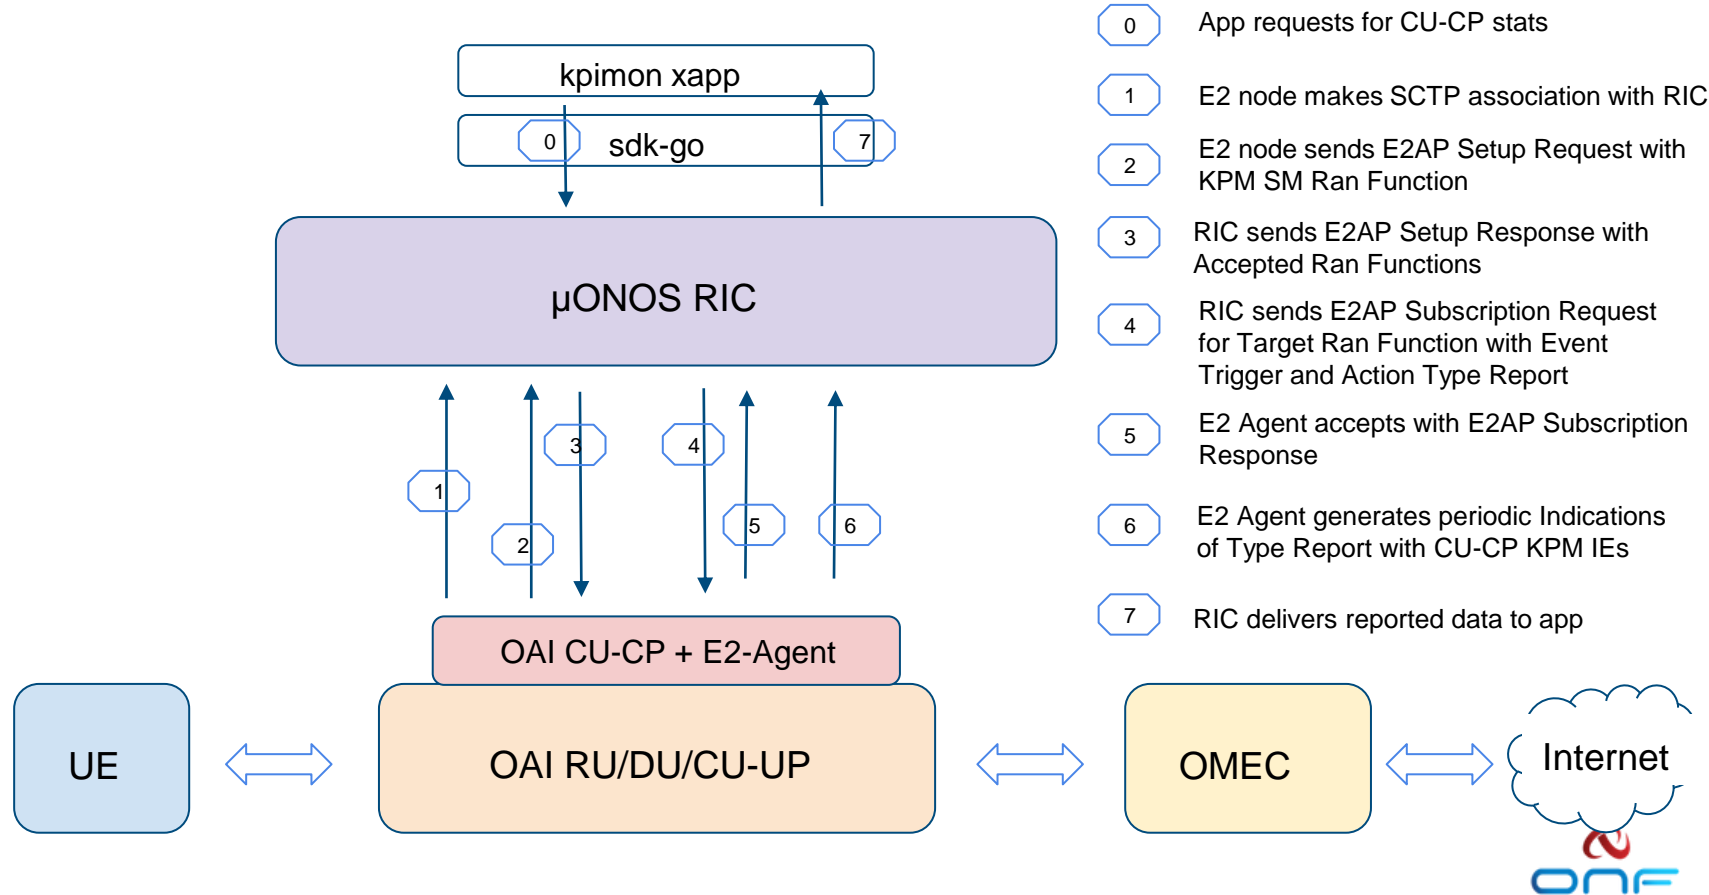 kpimon xapp
0
sdk-go
7
µONOS RIC
1
2
3
4
5
6
OAI CU-CP + E2-Agent
UE
OAI RU/DU/CU-UP
OMEC
Internet
0
App requests for CU-CP stats
1
E2 node makes SCTP association with RIC
2
E2 node sends E2AP Setup Request with
KPM SM Ran Function
3
RIC sends E2AP Setup Response with
Accepted Ran Functions
4
RIC sends E2AP Subscription Request
for Target Ran Function with Event
Trigger and Action Type Report
5
E2 Agent accepts with E2AP Subscription
Response
6
E2 Agent generates periodic Indications
of Type Report with CU-CP KPM IEs
7
RIC delivers reported data to app
ONF